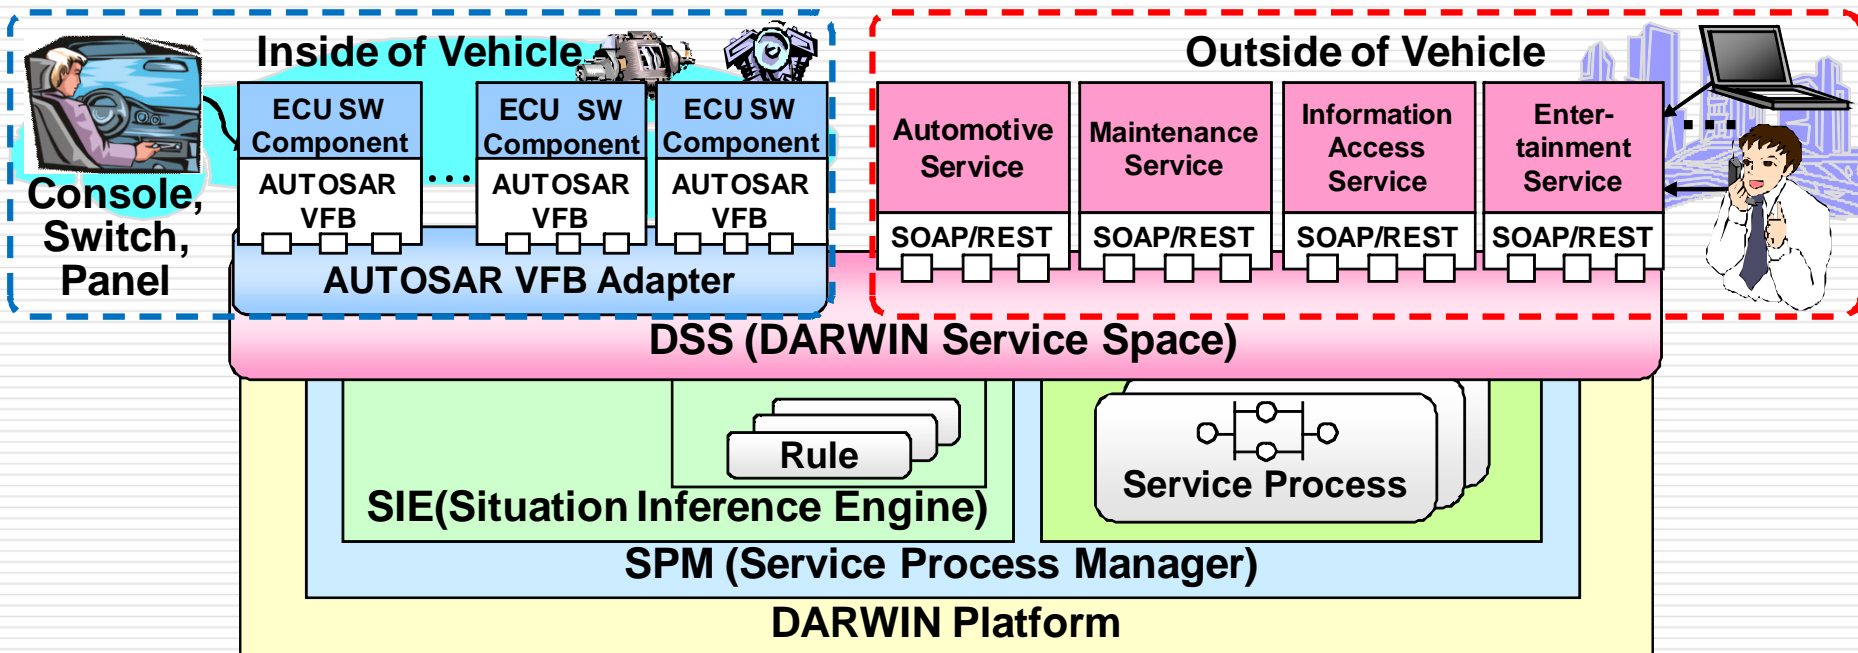 Inside of Vehicle
Outside of Vehicle
Console,
Switch,
Panel
ECU SW
Component
AUTOSAR
VFB
...
ECU SW
Component
AUTOSAR
VFB
ECU SW
Component
AUTOSAR
VFB
AUTOSAR VFB Adapter
Automotive
Service
SOAP/REST
Maintenance
Service
SOAP/REST
Information
Access
Service
SOAP/REST
Enter-
tainment
Service
SOAP/REST
...
DSS (DARWIN Service Space)
Rule
SIE(Situation Inference Engine)
Service Process
SPM (Service Process Manager)
DARWIN Platform